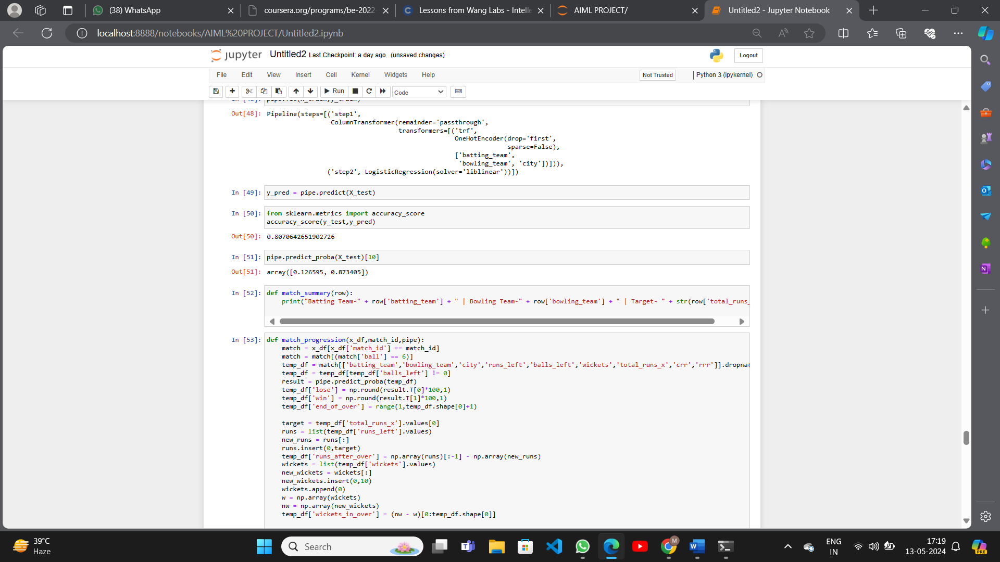 (38) WhatsApp
coursera.org/programs/be-2022-
Lessons from Wang Labs - Intelle
AIML PROJECT/
Untitled2 - Jupyter Notebook
localhost:8888/notebooks/AIML%20PROJECT/Untitled2.ipynb
jupyter Untitled2 Last Checkpoint: a day ago (unsaved changes)
Logout
File Edit View Insert Cell Kernel Widgets Help
Not Trusted
Python 3 (ipykernel)
Run
Code
In [48]: pipe.fit(X_train,y_train)
Out[48]: Pipeline(steps=[('step1',
ColumnTransformer(remainder='passthrough',
transformers=[('trf',
OneHotEncoder(drop='first',
sparse=False),
['batting_team',
'bowling_team', 'city'])])),
('step2', LogisticRegression(solver='liblinear'))])
In [49]: y_pred = pipe.predict(X_test)
In [50]: from sklearn.metrics import accuracy_score
accuracy_score(y_test,y_pred)
Out[50]: 0.8070642651902726
In [51]: pipe.predict_proba(X_test)[10]
Out[51]: array([0.126595, 0.873405])
In [52]: def match_summary(row):
print("Batting Team-" + row['batting_team'] + " | Bowling Team-" + row['bowling_team'] + " | Target- " + str(row['total_runs_
In [53]: def match_progression(x_df,match_id,pipe):
match = x_df[x_df['match_id'] == match_id]
match = match[(match['ball'] == 6)]
temp_df = match[['batting_team','bowling_team','city','runs_left','balls_left','wickets','total_runs_x','crr','rrr']].dropna(
temp_df = temp_df[temp_df['balls_left'] != 0]
result = pipe.predict_proba(temp_df)
temp_df['lose'] = np.round(result.T[0]*100,1)
temp_df['win'] = np.round(result.T[1]*100,1)
temp_df['end_of_over'] = range(1,temp_df.shape[0]+1)
target = temp_df['total_runs_x'].values[0]
runs = list(temp_df['runs_left'].values)
new_runs = runs[:]
runs.insert(0,target)
temp_df['runs_after_over'] = np.array(runs)[:-1] - np.array(new_runs)
wickets = list(temp_df['wickets'].values)
new_wickets = wickets[:]
new_wickets.insert(0,10)
wickets.append(0)
w = np.array(wickets)
nw = np.array(new_wickets)
temp_df['wickets_in_over'] = (nw - w)[0:temp_df.shape[0]]
39°C
Haze
Search
M
PRE
ENG
IN
17:19
13-05-2024